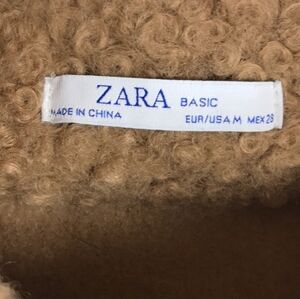 ZARA BASIC
MADE IN CHINA
EUR/USA M MEX 28